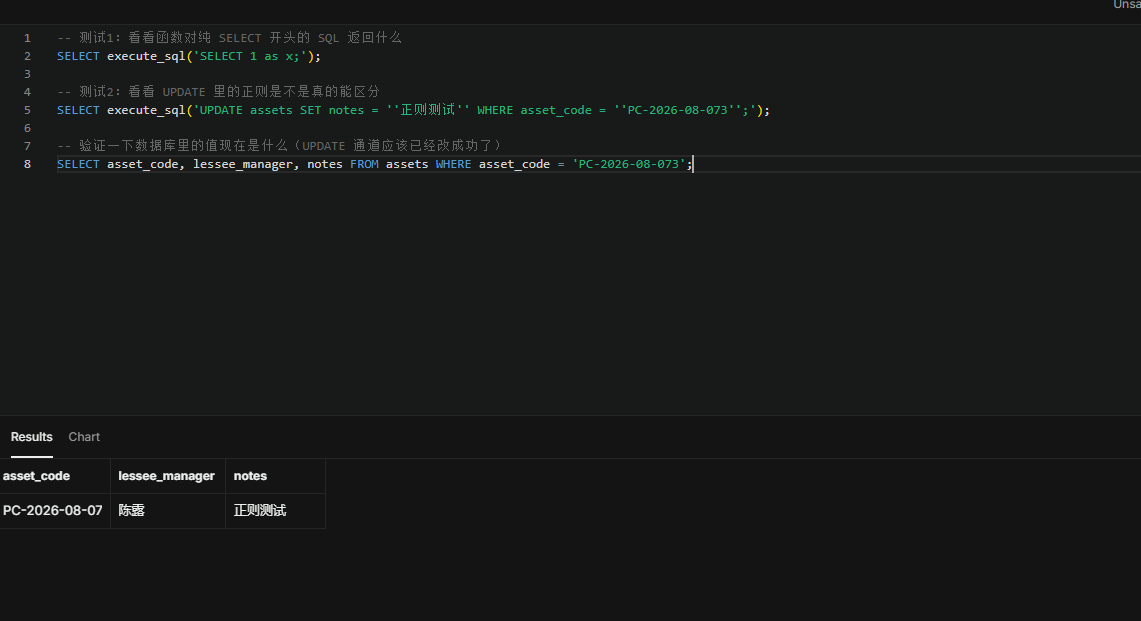 Unsa
1 -- 测试1: 看看函数对纯 SELECT 开头的 SQL 返回什么
2 SELECT execute_sql('SELECT 1 as x;');
3
4 -- 测试2: 看看 UPDATE 里的正则是不是真的能区分
5 SELECT execute_sql('UPDATE assets SET notes = ''正则测试'' WHERE asset_code = ''PC-2026-08-073'';');
6
7 -- 验证一下数据库里的值现在是什么（UPDATE 通道应该已经改成功了）
8 SELECT asset_code, lessee_manager, notes FROM assets WHERE asset_code = 'PC-2026-08-073';
Results Chart
asset_code lessee_manager notes
PC-2026-08-07 陈露 正则测试